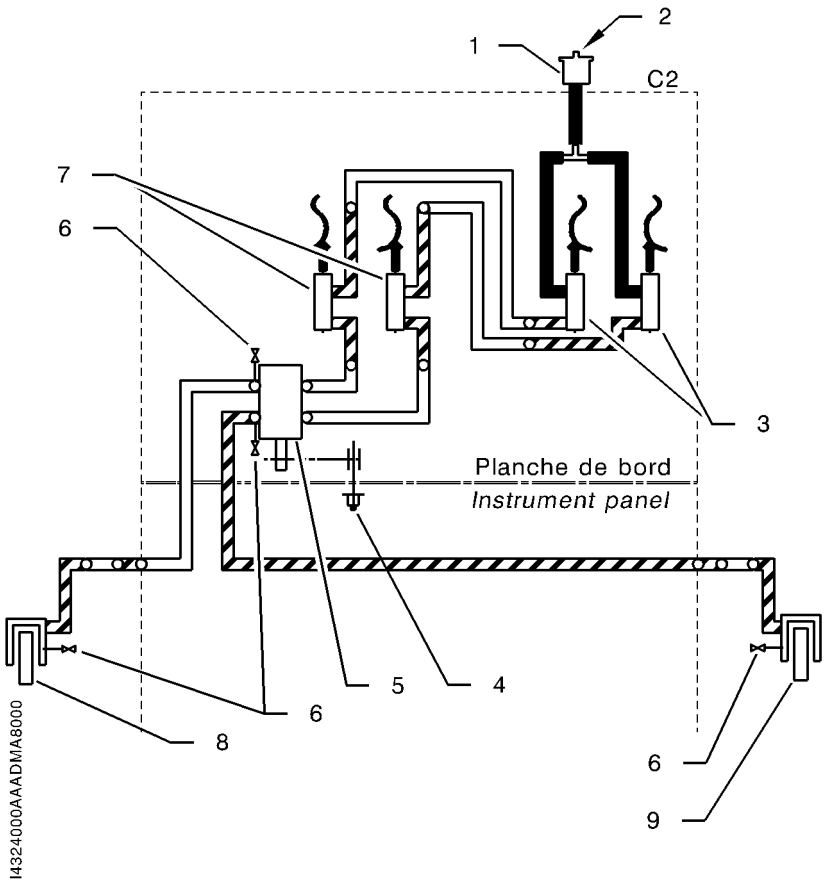 2
1
C2
7
6
3
Planche de bord
Instrument panel
5
4
6
6
8
9
I4324000AAADMA8000